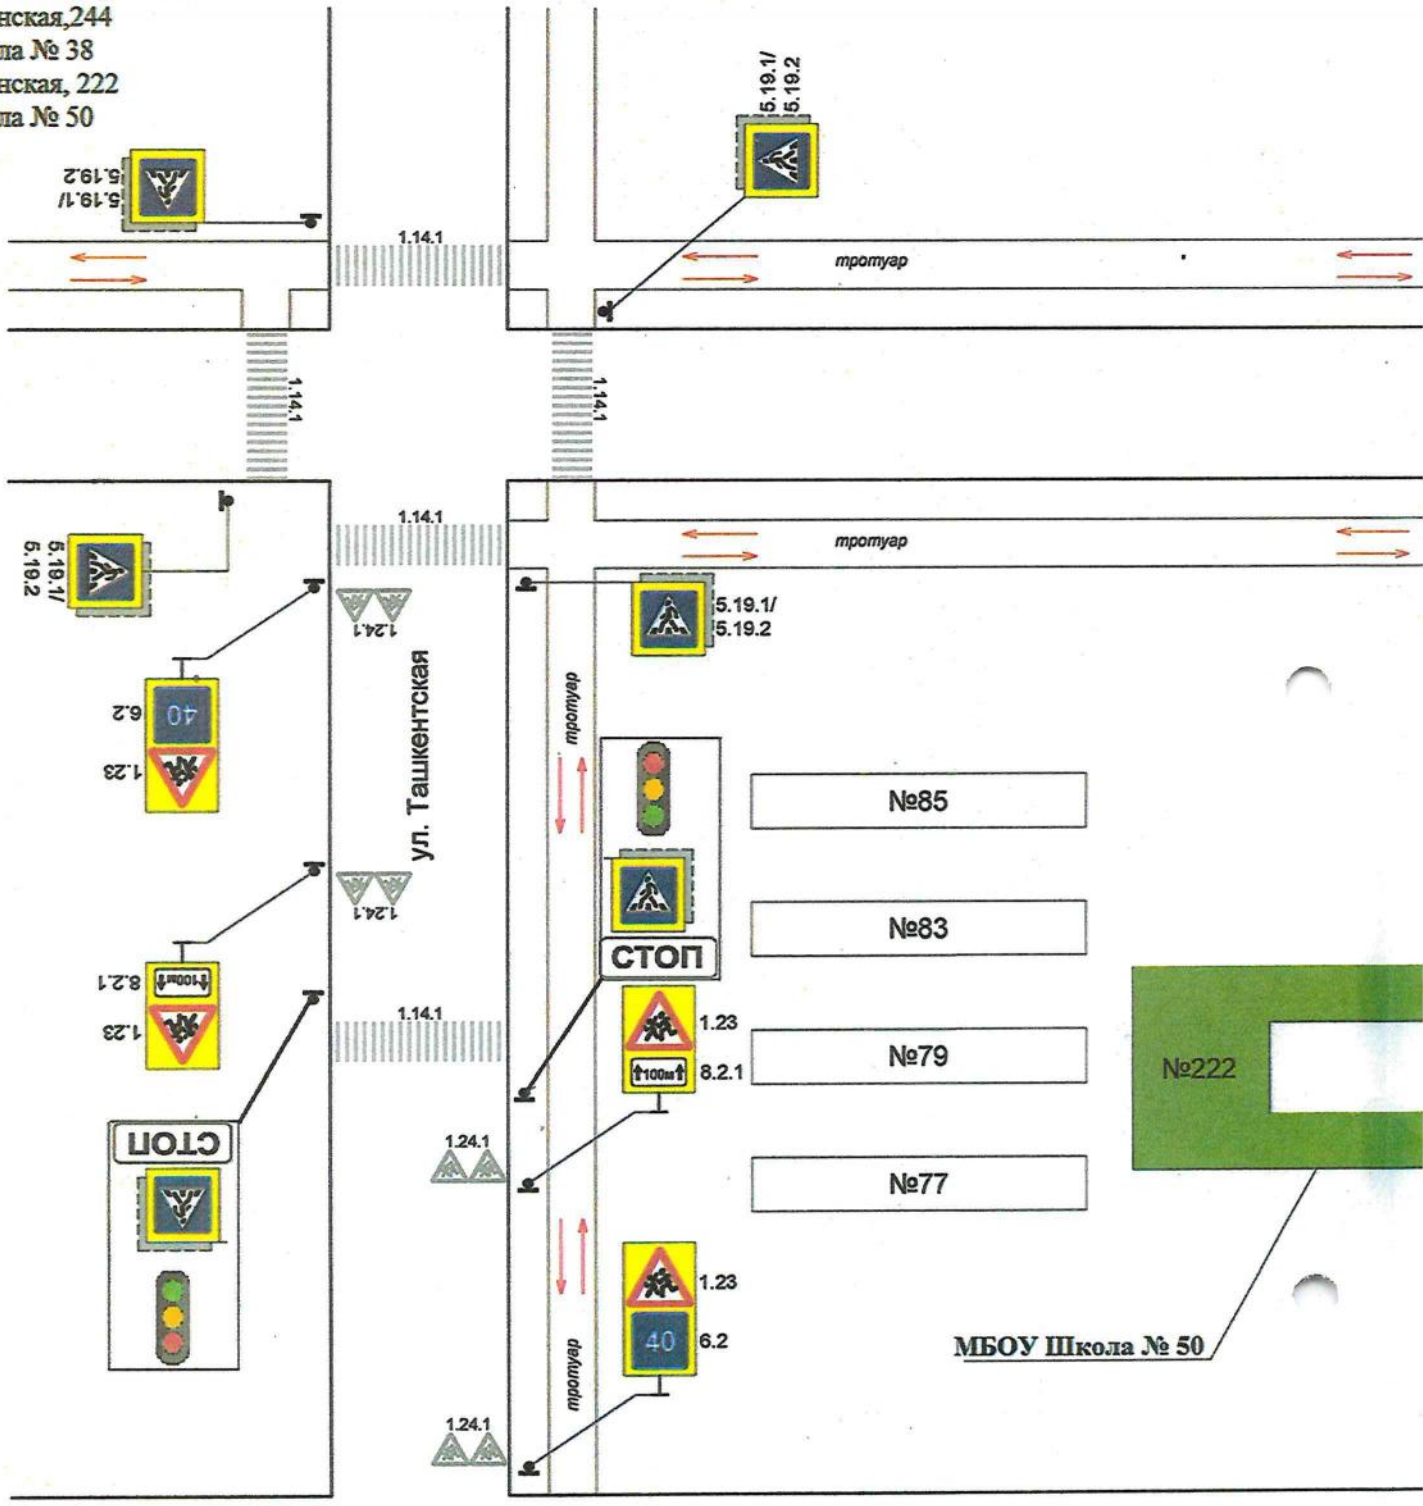 нская,244
ла № 38
нская, 222
ла № 50
5.19.1/
5.19.2
5.19.1/
5.19.2
1.14.1
тротуар
1.14.1
1.14.1
1.14.1
тротуар
5.19.1/
5.19.2
5.19.1/
5.19.2
1.24.1
40
6.2
1.23
ул. Ташкентская
тротуар
№85
1.24.1
№83
СТОП
100м
8.2.1
1.23
1.14.1
1.23
100м
8.2.1
№79
№222
СТОП
1.24.1
№77
1.23
40
6.2
тротуар
МБОУ Школа № 50
1.24.1